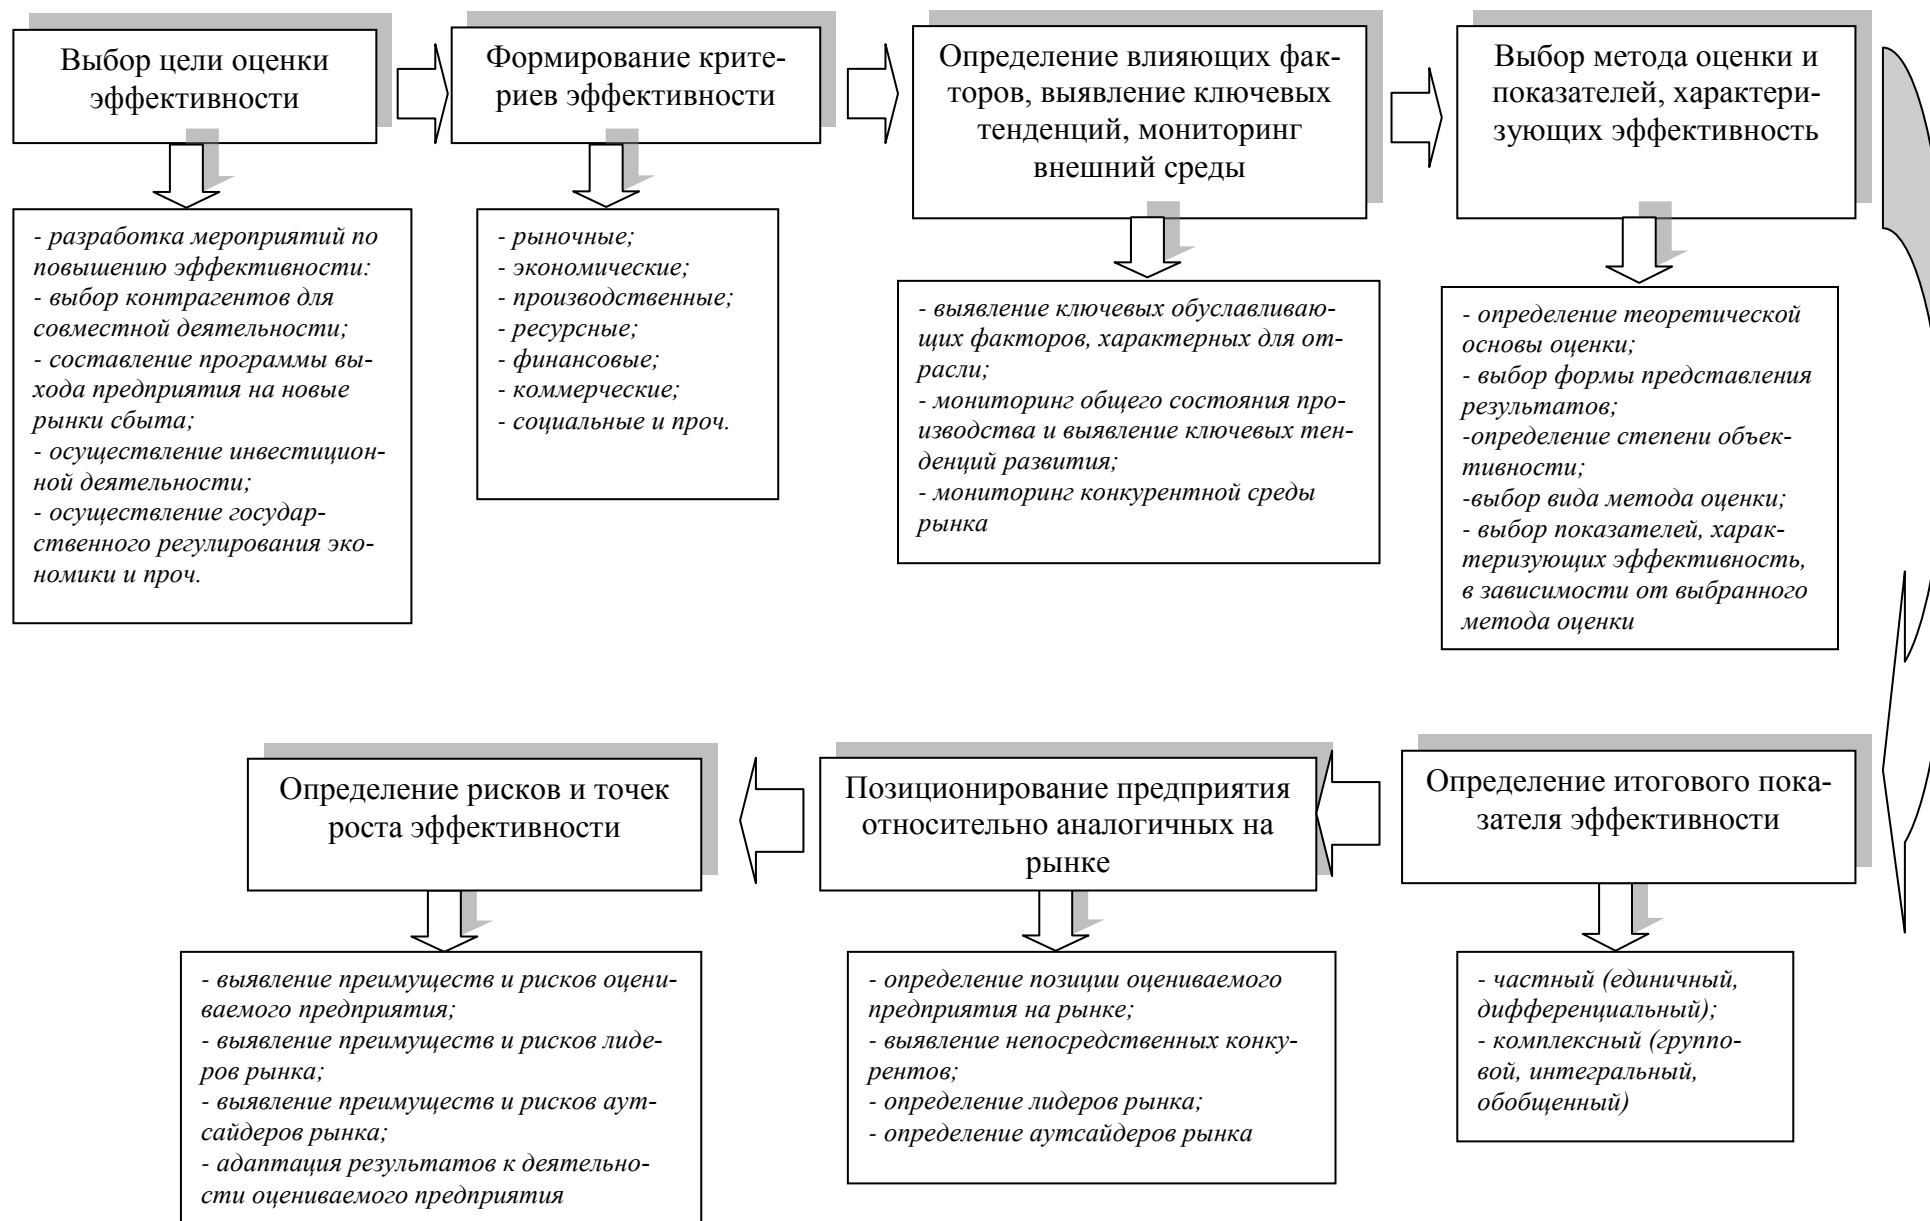 Выбор цели оценки
эффективности
Формирование крите-
риев эффективности
Определение влияющих фак-
торов, выявление ключевых
тенденций, мониторинг
внешний среды
Выбор метода оценки и
показателей, характери-
зующих эффективность
- разработка мероприятий по
повышению эффективности:
- выбор контрагентов для
совместной деятельности;
- составление программы вы-
хода предприятия на новые
рынки сбыта;
- осуществление инвестицион-
ной деятельности;
- осуществление государ-
ственного регулирования эко-
номики и проч.
- рыночные;
- экономические;
- производственные;
- ресурсные;
- финансовые;
- коммерческие;
- социальные и проч.
- выявление ключевых обуславливаю-
щих факторов, характерных для от-
расли;
- мониторинг общего состояния про-
изводства и выявление ключевых тен-
денций развития;
- мониторинг конкурентной среды
рынка
- определение теоретической
основы оценки;
- выбор формы представления
результатов;
-определение степени объек-
тивности;
-выбор вида метода оценки;
- выбор показателей, харак-
теризующих эффективность,
в зависимости от выбранного
метода оценки
Определение рисков и точек
роста эффективности
Позиционирование предприятия
относительно аналогичных на
рынке
Определение итогового пока-
зателя эффективности
- выявление преимуществ и рисков оцени-
ваемого предприятия;
- выявление преимуществ и рисков лиде-
ров рынка;
- выявление преимуществ и рисков аут-
сайдеров рынка;
- адаптация результатов к деятельно-
сти оцениваемого предприятия
- определение позиции оцениваемого
предприятия на рынке;
- выявление непосредственных конку-
рентов;
- определение лидеров рынка;
- определение аутсайдеров рынка
- частный (единичный,
дифференциальный);
- комплексный (группо-
вой, интегральный,
обобщенный)